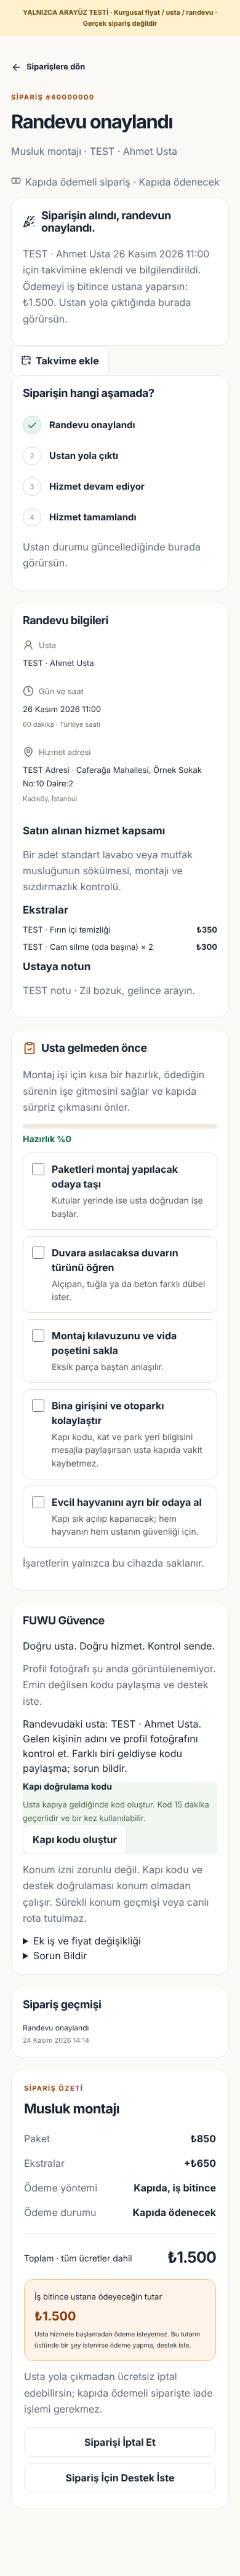 YALNIZCA ARAYÜZ TESTİ · Kurgusal fiyat / usta / randevu ·
Gerçek sipariş değildir
Siparişlere dön
SİPARİŞ #40000000
Randevu onaylandı
Musluk montajı · TEST · Ahmet Usta
Kapıda ödemeli sipariş · Kapıda ödenecek
Siparişin alındı, randevun
onaylandı.
TEST · Ahmet Usta 26 Kasım 2026 11:00
için takvimine eklendi ve bilgilendirildi.
Ödemeyi iş bitince ustana yaparsın:
₺1.500. Ustan yola çıktığında burada
görürsün.
Takvime ekle
Siparişin hangi aşamada?
Randevu onaylandı
2 Ustan yola çıktı
3 Hizmet devam ediyor
4 Hizmet tamamlandı
Ustan durumu güncellediğinde burada
görürsün.
Randevu bilgileri
Usta
TEST · Ahmet Usta
Gün ve saat
26 Kasım 2026 11:00
60 dakika · Türkiye saati
Hizmet adresi
TEST Adresi · Caferağa Mahallesi, Örnek Sokak
No:10 Daire:2
Kadıköy, İstanbul
Satın alınan hizmet kapsamı
Bir adet standart lavabo veya mutfak
musluğunun sökülmesi, montajı ve
sızdırmazlık kontrolü.
Ekstralar
TEST · Fırın içi temizliği ₺350
TEST · Cam silme (oda başına) × 2 ₺300
Ustaya notun
TEST notu · Zil bozuk, gelince arayın.
Usta gelmeden önce
Montaj işi için kısa bir hazırlık, ödediğin
sürenin işe gitmesini sağlar ve kapıda
sürpriz çıkmasını önler.
Hazırlık %0
Paketleri montaj yapılacak
odaya taşı
Kutular yerinde ise usta doğrudan işe
başlar.
Duvara asılacaksa duvarın
türünü öğren
Alçıpan, tuğla ya da beton farklı dübel
ister.
Montaj kılavuzunu ve vida
poşetini sakla
Eksik parça baştan anlaşılır.
Bina girişini ve otoparkı
kolaylaştır
Kapı kodu, kat ve park yeri bilgisini
mesajla paylaşırsan usta kapıda vakit
kaybetmez.
Evcil hayvanını ayrı bir odaya al
Kapı sık açılıp kapanacak; hem
hayvanın hem ustanın güvenliği için.
İşaretlerin yalnızca bu cihazda saklanır.
FUWU Güvence
Doğru usta. Doğru hizmet. Kontrol sende.
Profil fotoğrafı şu anda görüntülenemiyor.
Emin değilsen kodu paylaşma ve destek
iste.
Randevudaki usta: TEST · Ahmet Usta.
Gelen kişinin adını ve profil fotoğrafını
kontrol et. Farklı biri geldiyse kodu
paylaşma; sorun bildir.
Kapı doğrulama kodu
Usta kapıya geldiğinde kod oluştur. Kod 15 dakika
geçerlidir ve bir kez kullanılabilir.
Kapı kodu oluştur
Konum izni zorunlu değil. Kapı kodu ve
destek doğrulaması konum olmadan
çalışır. Sürekli konum geçmişi veya canlı
rota tutulmaz.
Ek iş ve fiyat değişikliği
Sorun Bildir
Sipariş geçmişi
Randevu onaylandı
24 Kasım 2026 14:14
SİPARİŞ ÖZETİ
Musluk montajı
Paket ₺850
Ekstralar +₺650
Ödeme yöntemi Kapıda, iş bitince
Ödeme durumu Kapıda ödenecek
Toplam · tüm ücretler dahil ₺1.500
İş bitince ustana ödeyeceğin tutar
₺1.500
Usta hizmete başlamadan ödeme isteyemez. Bu tutarın
üstünde bir şey istenirse ödeme yapma, destek iste.
Usta yola çıkmadan ücretsiz iptal
edebilirsin; kapıda ödemeli siparişte iade
işlemi gerekmez.
Siparişi İptal Et
Sipariş İçin Destek İste